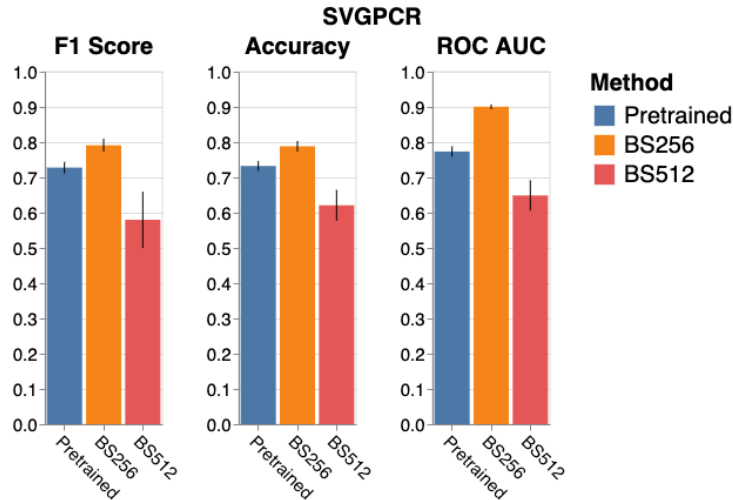 SVGPCR
F1 Score
1.0
0.9
0.8
0.7
0.6
0.5
0.4
0.3
0.2
0.1
0.0
Pretrained
BS256
BS512
Accuracy
1.0
0.9
0.8
0.7
0.6
0.5
0.4
0.3
0.2
0.1
0.0
Pretrained
BS256
BS512
ROC AUC
1.0
0.9
0.8
0.7
0.6
0.5
0.4
0.3
0.2
0.1
0.0
Pretrained
BS256
BS512
Method
Pretrained
BS256
BS512